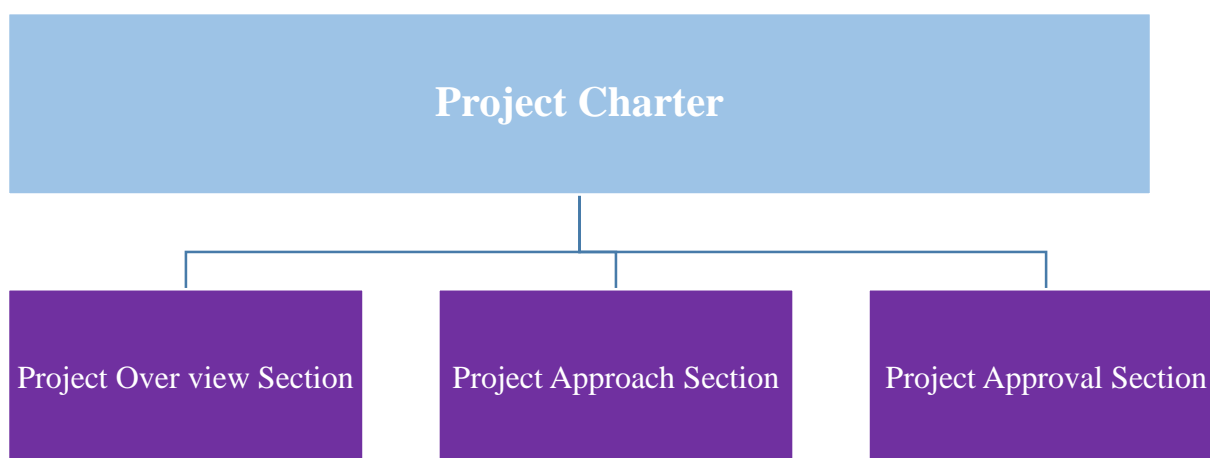 Project Charter
Project Over view Section
Project Approach Section
Project Approval Section